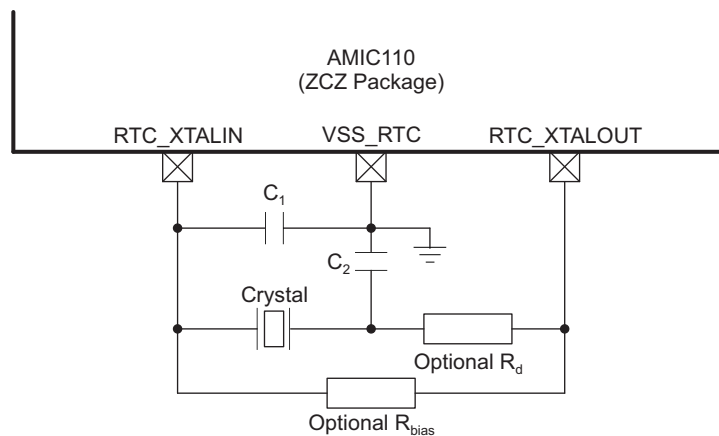 AMIC110
(ZCZ Package)
RTC_XTALIN
VSS_RTC
RTC_XTALOUT
C1
C2
Crystal
Optional Rd
Optional Rbias